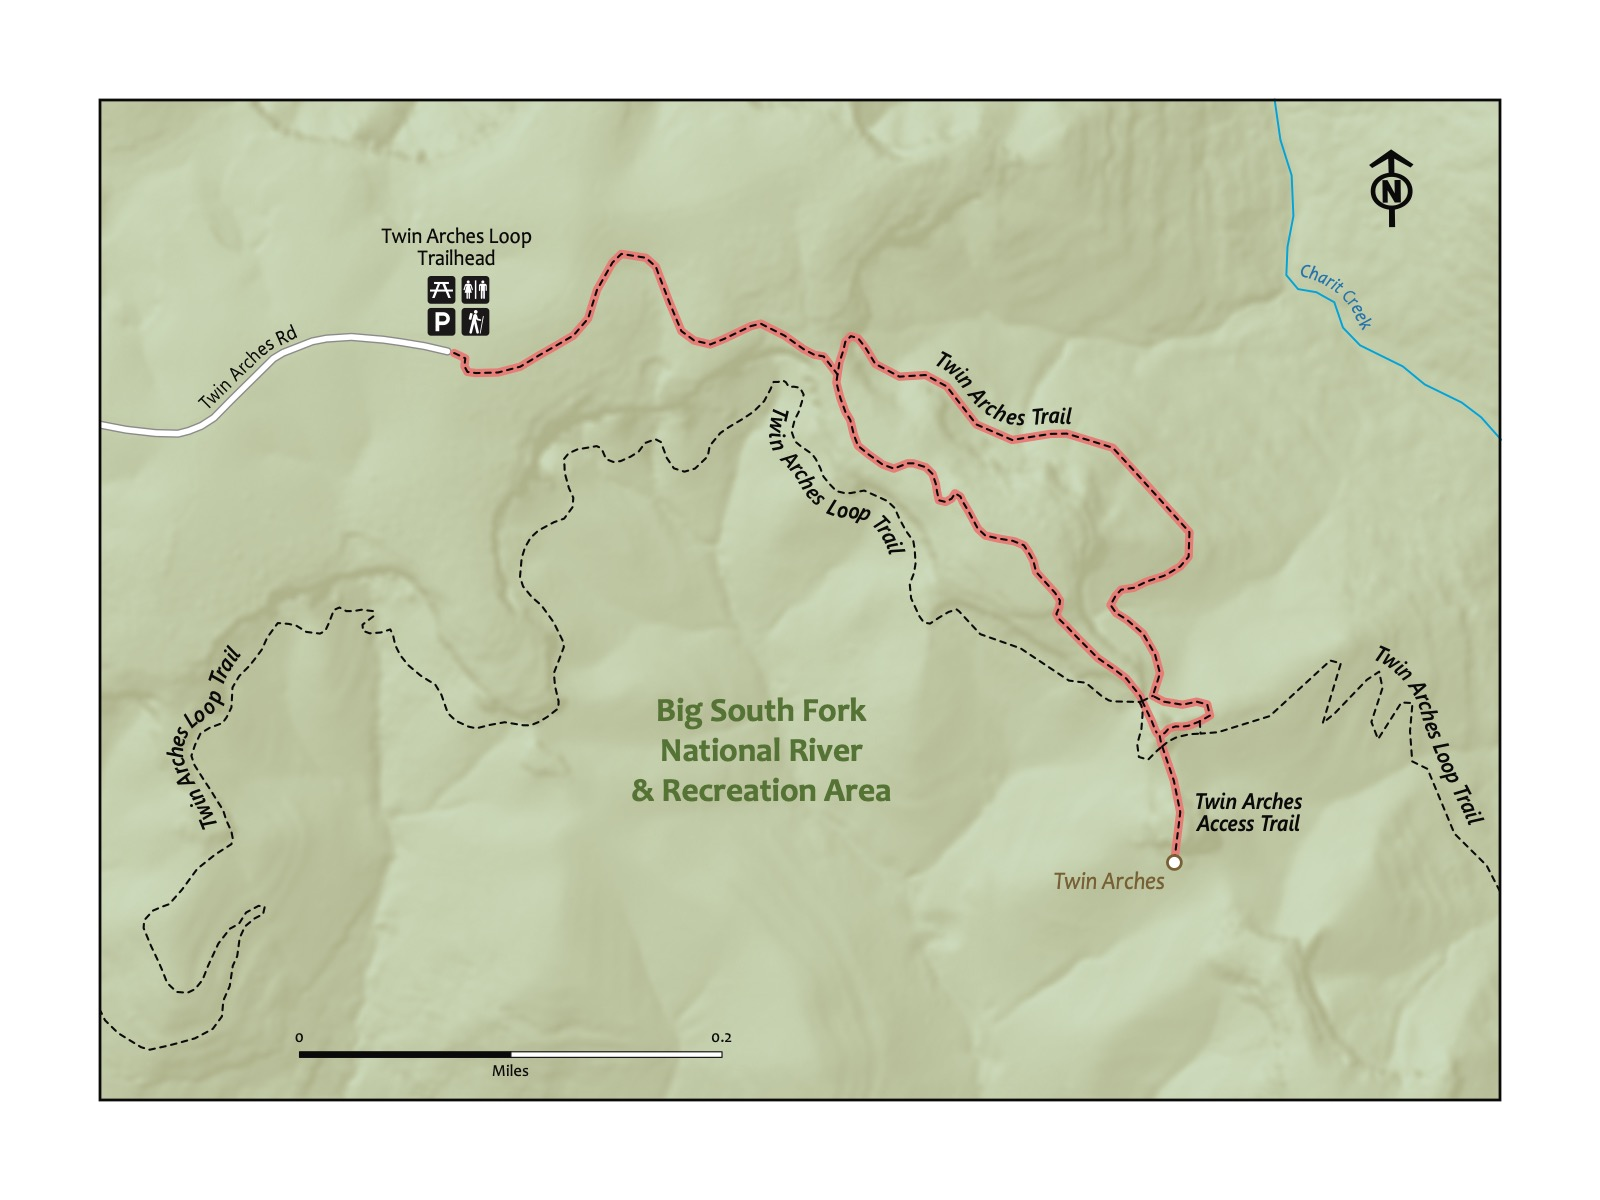 N
Twin Arches Loop
Trailhead
P
Charit Creek
Twin Arches Rd
Twin Arches Trail
Twin Arches Loop Trail
Twin Arches Loop Trail
Twin Arches Loop Trail
Big South Fork
National River
& Recreation Area
Twin Arches
Access Trail
Twin Arches
0
0.2
Miles